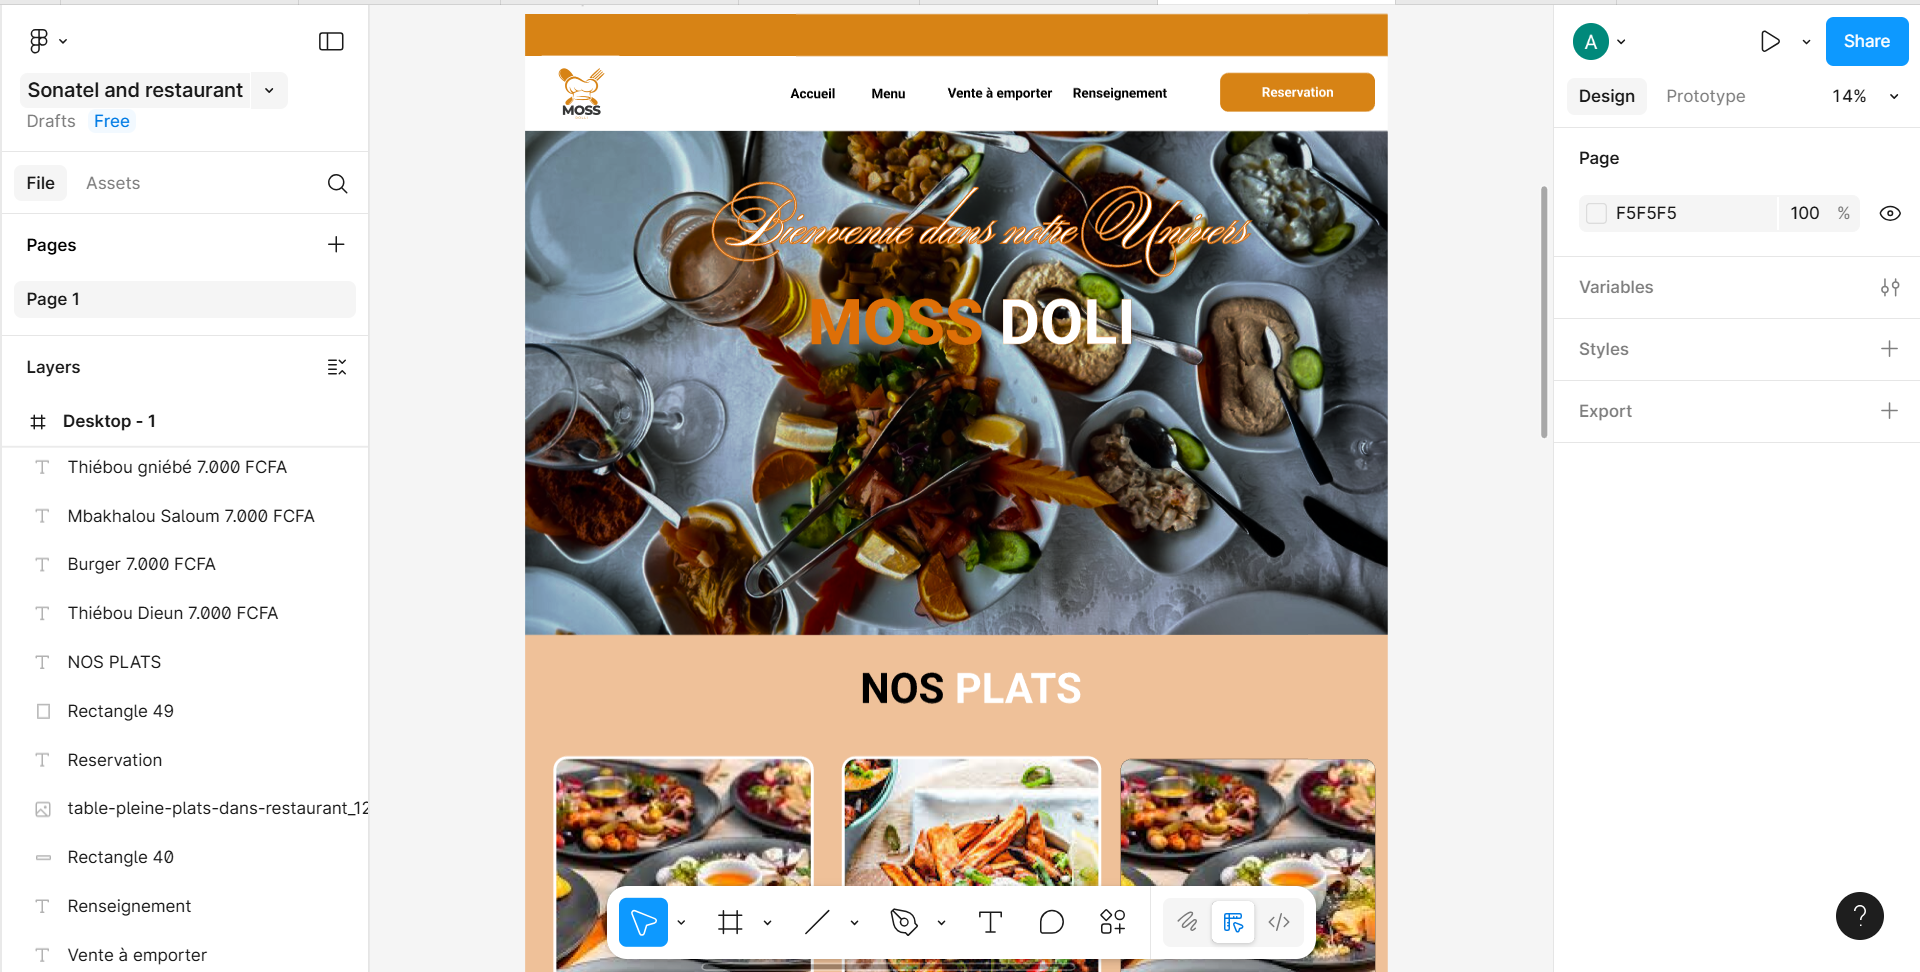 Sonatel and restaurant
Drafts Free
File Assets
Pages
Page 1
Layers
Desktop - 1
Thiébou gniébé 7.000 FCFA
Mbakhalou Saloum 7.000 FCFA
Burger 7.000 FCFA
Thiébou Dieun 7.000 FCFA
NOS PLATS
Rectangle 49
Reservation
table-pleine-plats-dans-restaurant_12
Rectangle 40
Renseignement
Vente à emporter
MOSS
Accueil Menu Vente à emporter Renseignement Reservation
Bienvenue dans notre Univers
MOSS DOLI
NOS PLATS
A
Share
Design Prototype 14%
Page
F5F5F5 100 %
Variables
Styles
Export
?